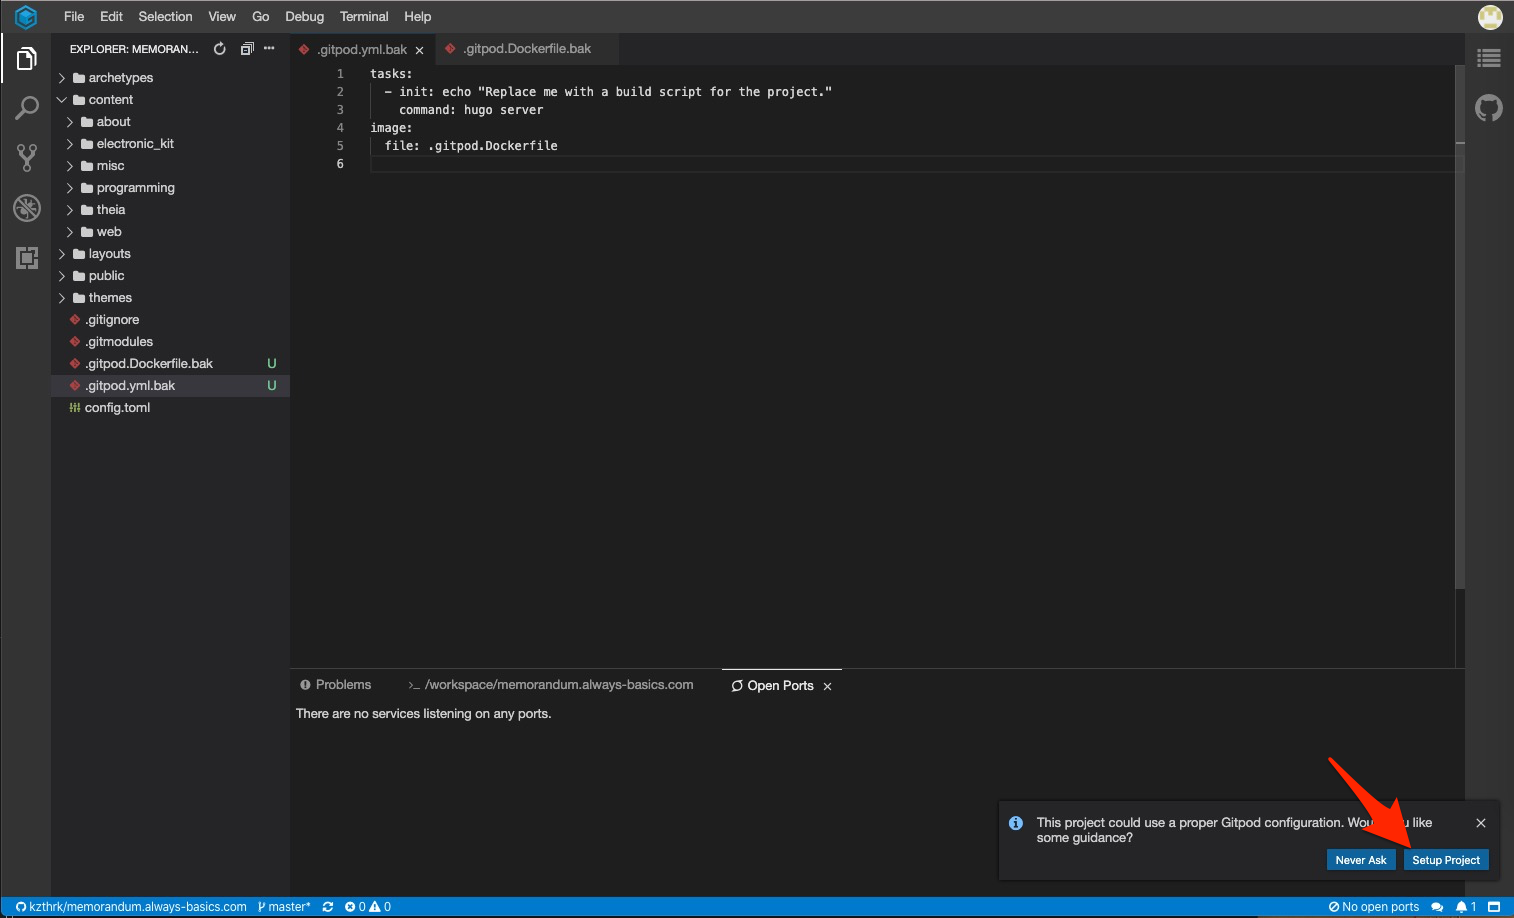 File Edit Selection View Go Debug Terminal Help
EXPLORER: MEMORAN...
archetypes
content
about
electronic_kit
misc
programming
theia
web
layouts
public
themes
.gitignore
.gitmodules
.gitpod.Dockerfile.bak U
.gitpod.yml.bak U
config.toml
.gitpod.yml.bak .gitpod.Dockerfile.bak
1 tasks:
2 - init: echo "Replace me with a build script for the project."
3 command: hugo server
4 image:
5 file: .gitpod.Dockerfile
6
Problems >_ /workspace/memorandum.always-basics.com Open Ports
There are no services listening on any ports.
This project could use a proper Gitpod configuration. like
some guidance?
Never Ask Setup Project
kzthrk/memorandum.always-basics.com master* 0 0 No open ports 1